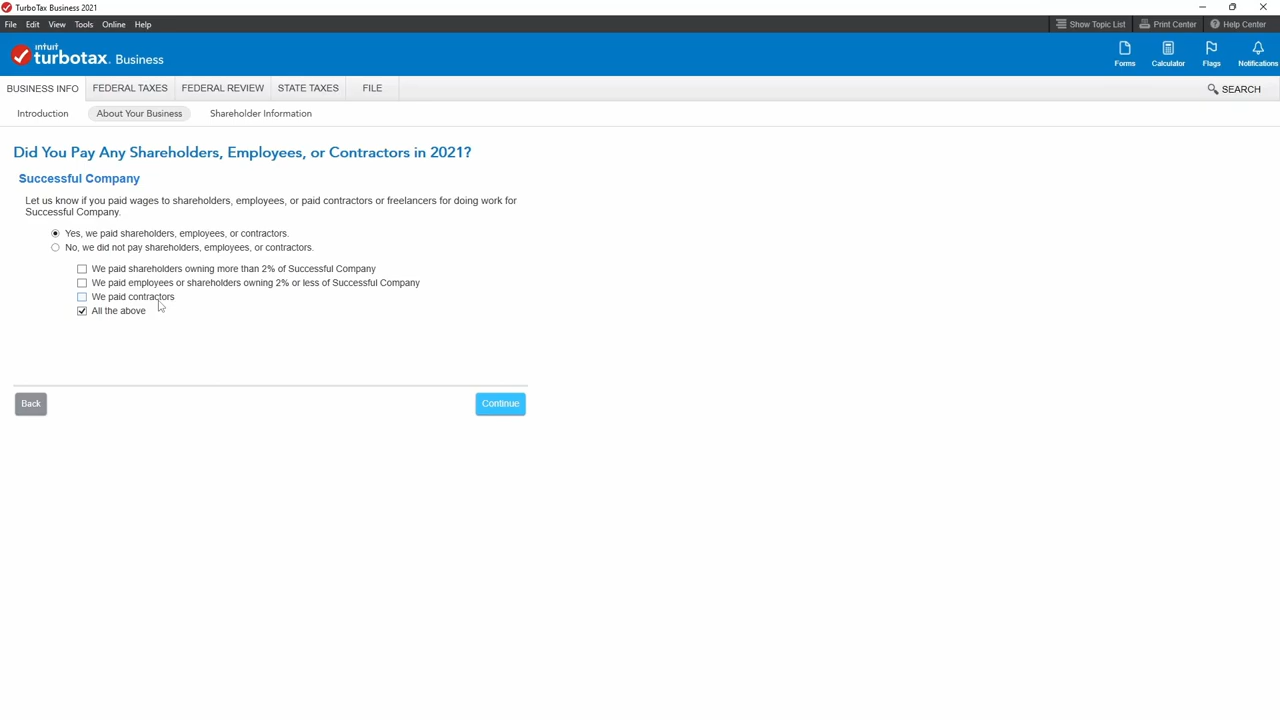 TurboTax Business 2021
File Edit View Tools Online Help
Show Topic List Print Center Help Center
intuit
turbotax. Business
Forms Calculator Flags Notifications
BUSINESS INFO FEDERAL TAXES FEDERAL REVIEW STATE TAXES FILE SEARCH
Introduction About Your Business Shareholder Information
Did You Pay Any Shareholders, Employees, or Contractors in 2021?
Successful Company
Let us know if you paid wages to shareholders, employees, or paid contractors or freelancers for doing work for
Successful Company.
Yes, we paid shareholders, employees, or contractors.
No, we did not pay shareholders, employees, or contractors.
We paid shareholders owning more than 2% of Successful Company
We paid employees or shareholders owning 2% or less of Successful Company
We paid contractors
All the above
Back Continue